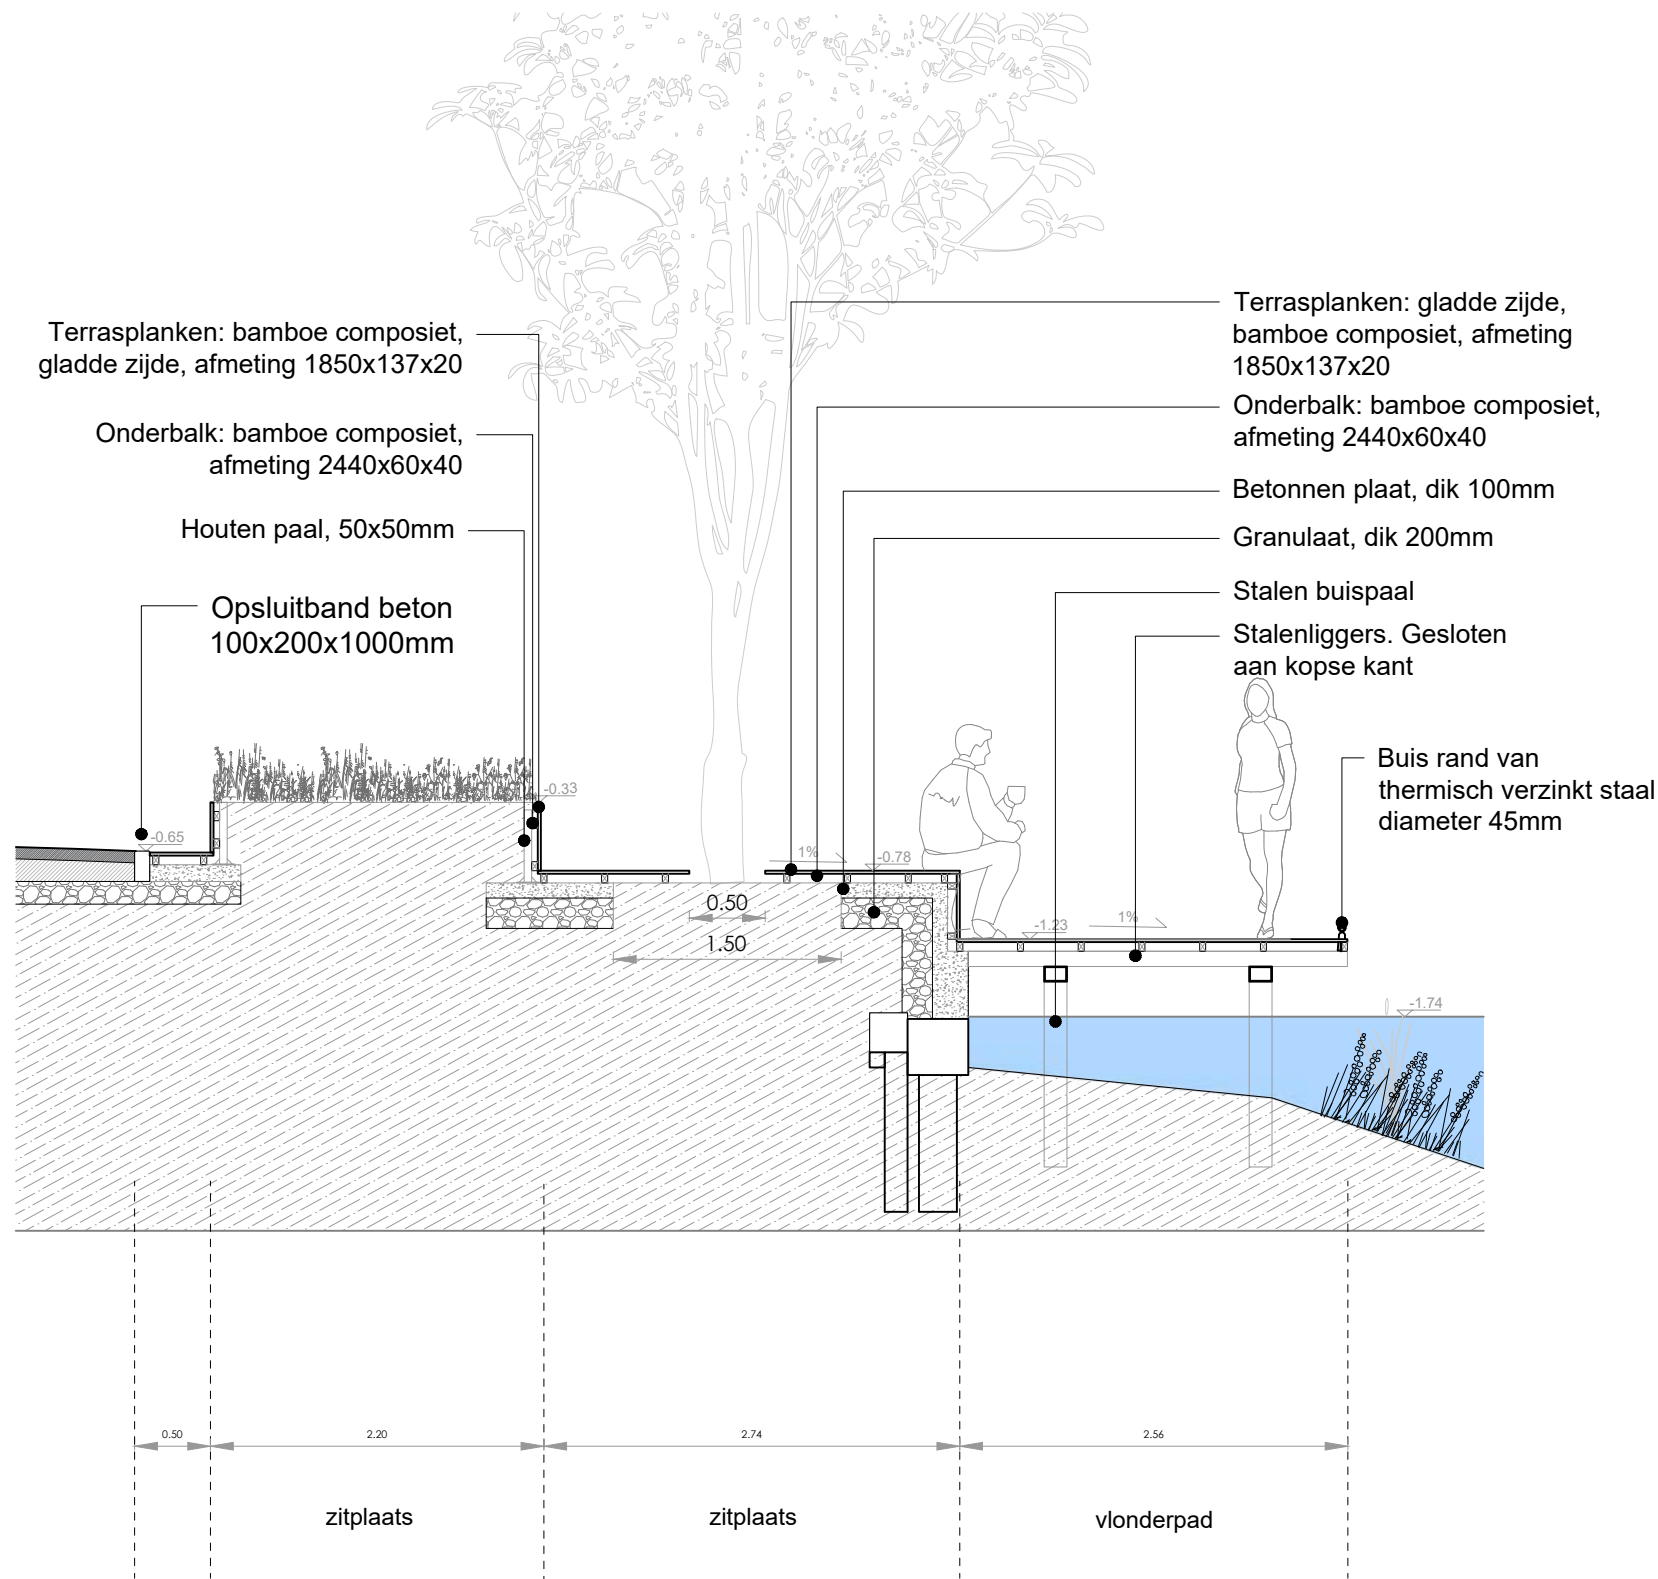 Terrasplanken: bamboe composiet,
gladde zijde, afmeting 1850x137x20
Onderbalk: bamboe composiet,
afmeting 2440x60x40
Houten paal, 50x50mm
Opsluitband beton
100x200x1000mm
Terrasplanken: gladde zijde,
bamboe composiet, afmeting
1850x137x20
Onderbalk: bamboe composiet,
afmeting 2440x60x40
Betonnen plaat, dik 100mm
Granulaat, dik 200mm
Stalen buispaal
Stalenliggers. Gesloten
aan kopse kant
Buis rand van
thermisch verzinkt staal
diameter 45mm
-0.33
-0.65
1%
-0.78
0.50
1.50
-1.23
1%
-1.74
0.50
2.20
2.74
2.56
zitplaats
zitplaats
vlonderpad